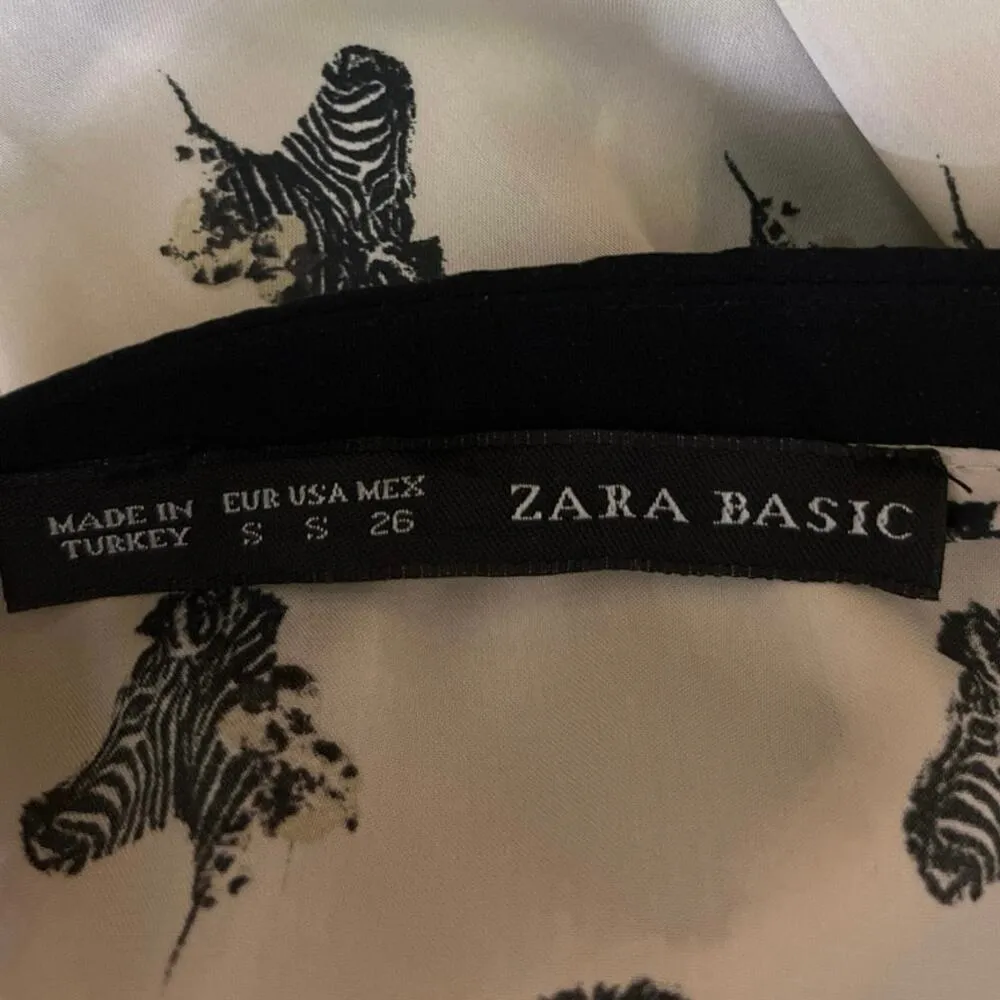 MADE IN
TURKEY
EUR USA MEX
S S 26
ZARA BASIC